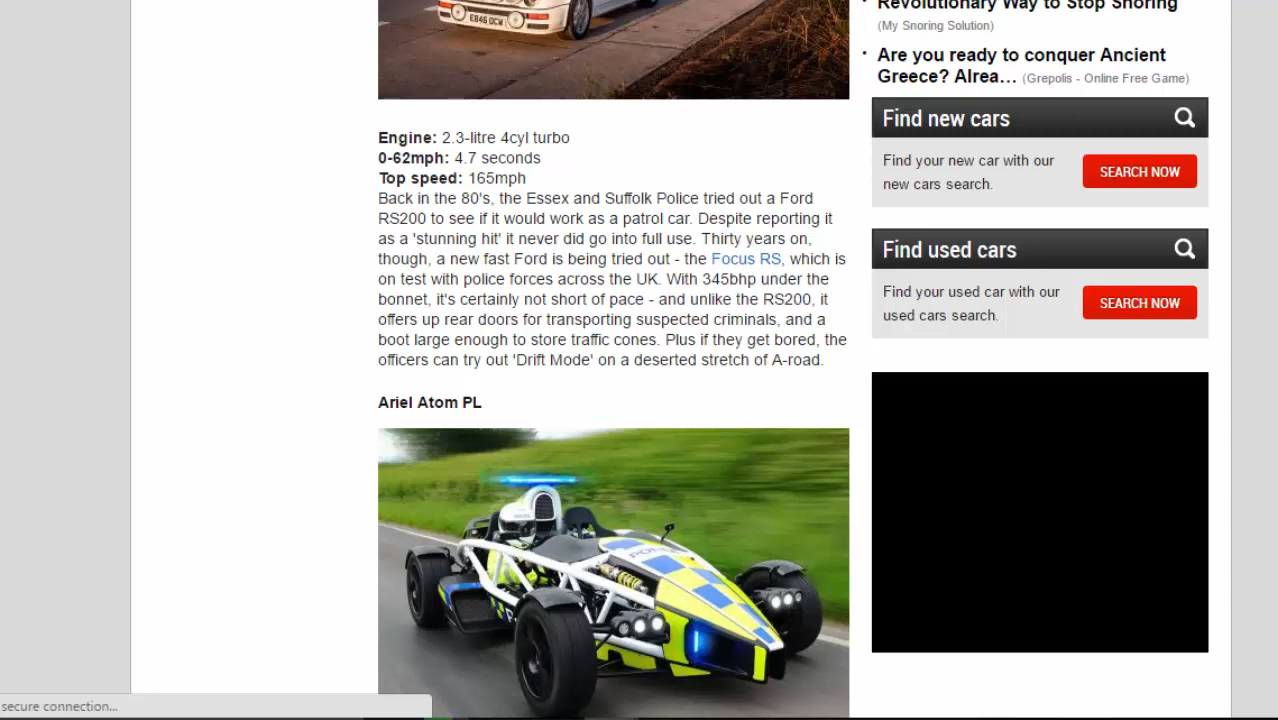 E846 OCW
Revolutionary Way to Stop Snoring
(My Snoring Solution)
Are you ready to conquer Ancient
Greece? Alrea… (Grepolis - Online Free Game)
Find new cars
Find your new car with our
new cars search.
SEARCH NOW
Find used cars
Find your used car with our
used cars search.
SEARCH NOW
Engine: 2.3-litre 4cyl turbo
0-62mph: 4.7 seconds
Top speed: 165mph
Back in the 80's, the Essex and Suffolk Police tried out a Ford
RS200 to see if it would work as a patrol car. Despite reporting it
as a 'stunning hit' it never did go into full use. Thirty years on,
though, a new fast Ford is being tried out - the Focus RS, which is
on test with police forces across the UK. With 345bhp under the
bonnet, it's certainly not short of pace - and unlike the RS200, it
offers up rear doors for transporting suspected criminals, and a
boot large enough to store traffic cones. Plus if they get bored, the
officers can try out 'Drift Mode' on a deserted stretch of A-road.
Ariel Atom PL
secure connection...